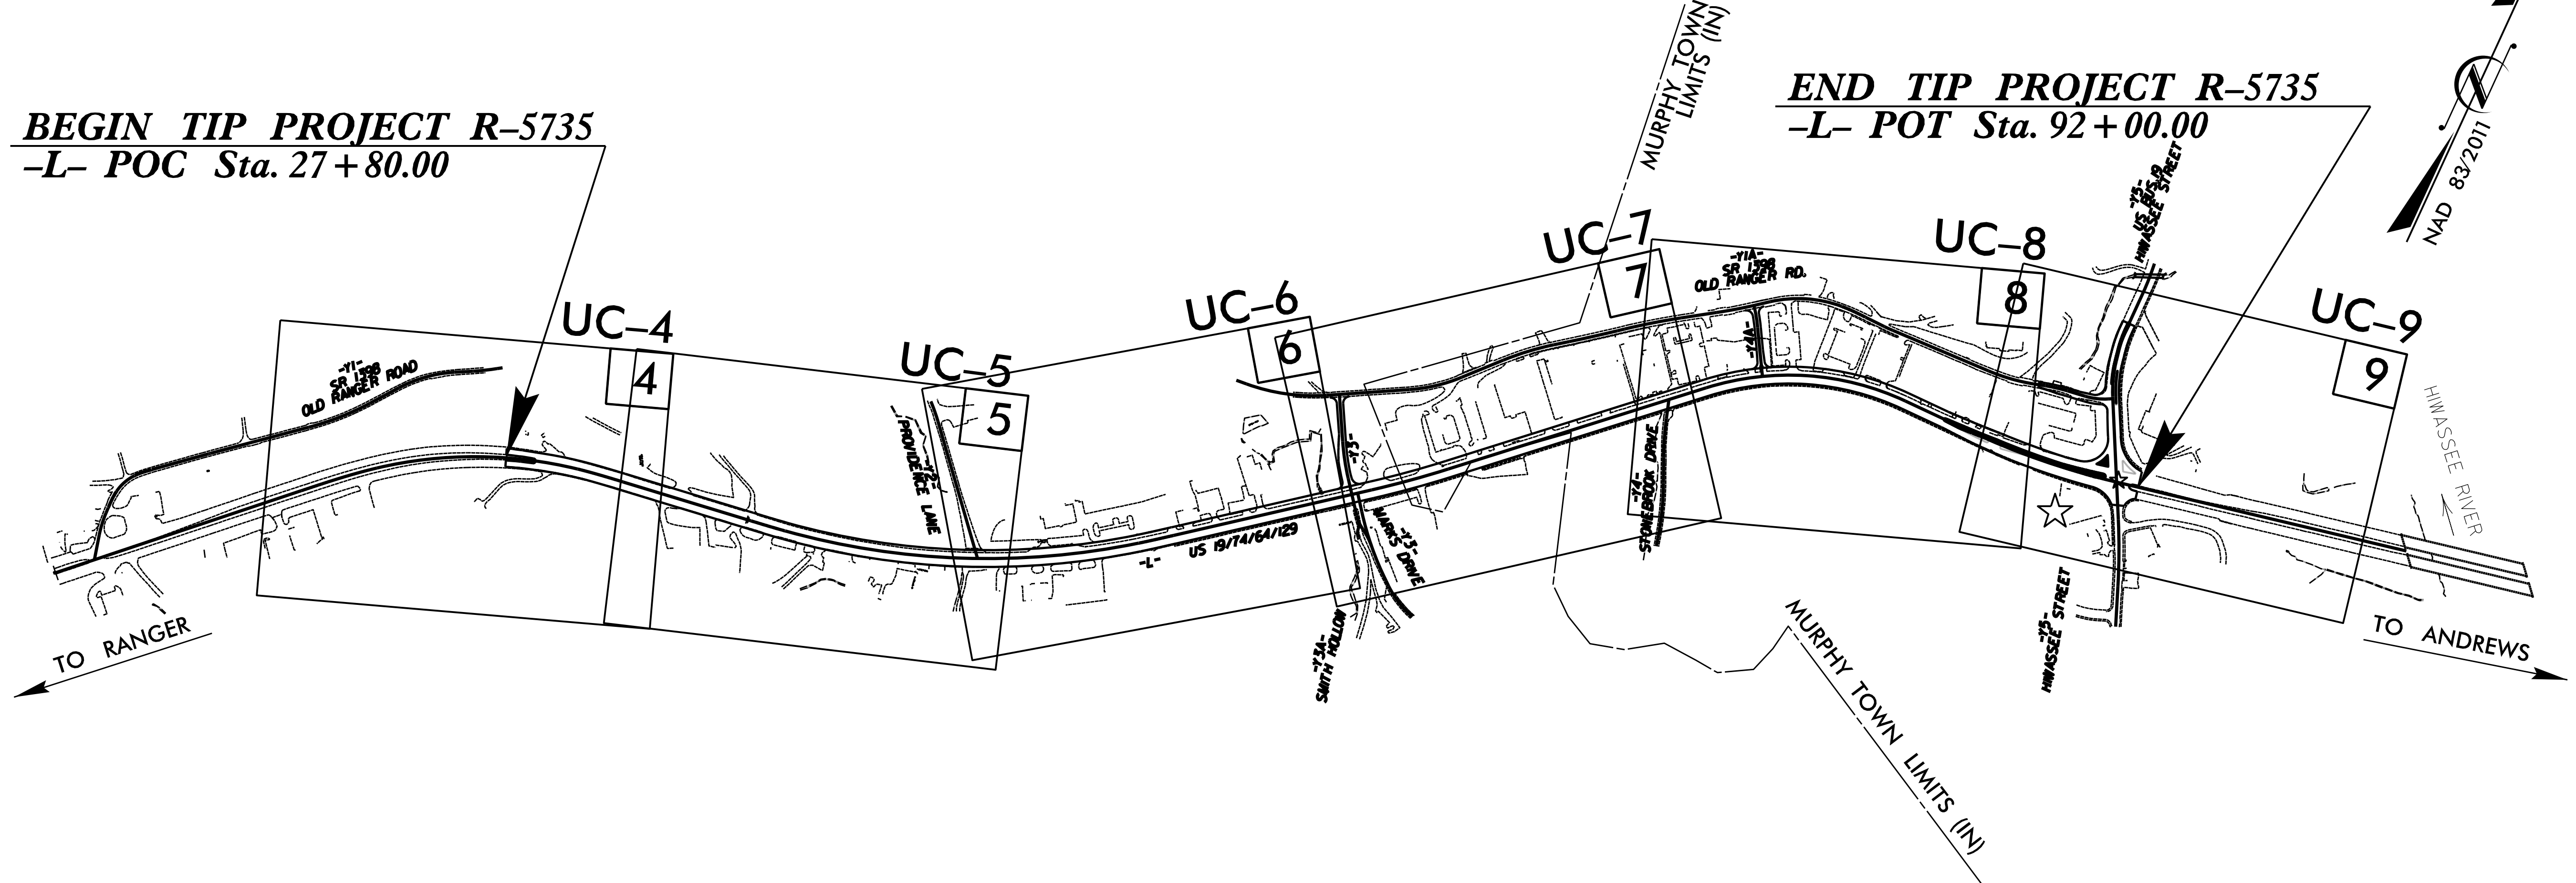 BEGIN TIP PROJECT R–5735
–L– POC Sta. 27+80.00
END TIP PROJECT R–5735
–L– POT Sta. 92+00.00
MURPHY TOWN
LIMITS (IN)
NAD 83/2011
-Y5-
US BUS.19
HIWASSEE STREET
UC–4
4
UC–5
5
UC–6
6
UC–7
7
UC–8
8
UC–9
9
-Y1-
SR 1398
OLD RANGER ROAD
-Y1A-
SR 1398
OLD RANGER RD.
-Y2-
PROVIDENCE LANE
-Y3-
-Y4A-
-Y4-
STONEBROOK DRIVE
-Y3-
MARKS DRIVE
-L-
US 19/74/64/129
-Y3A-
SMITH HOLLOW
-Y5-
HIWASSEE STREET
HIWASSEE RIVER
TO RANGER
TO ANDREWS
MURPHY TOWN LIMITS (IN)